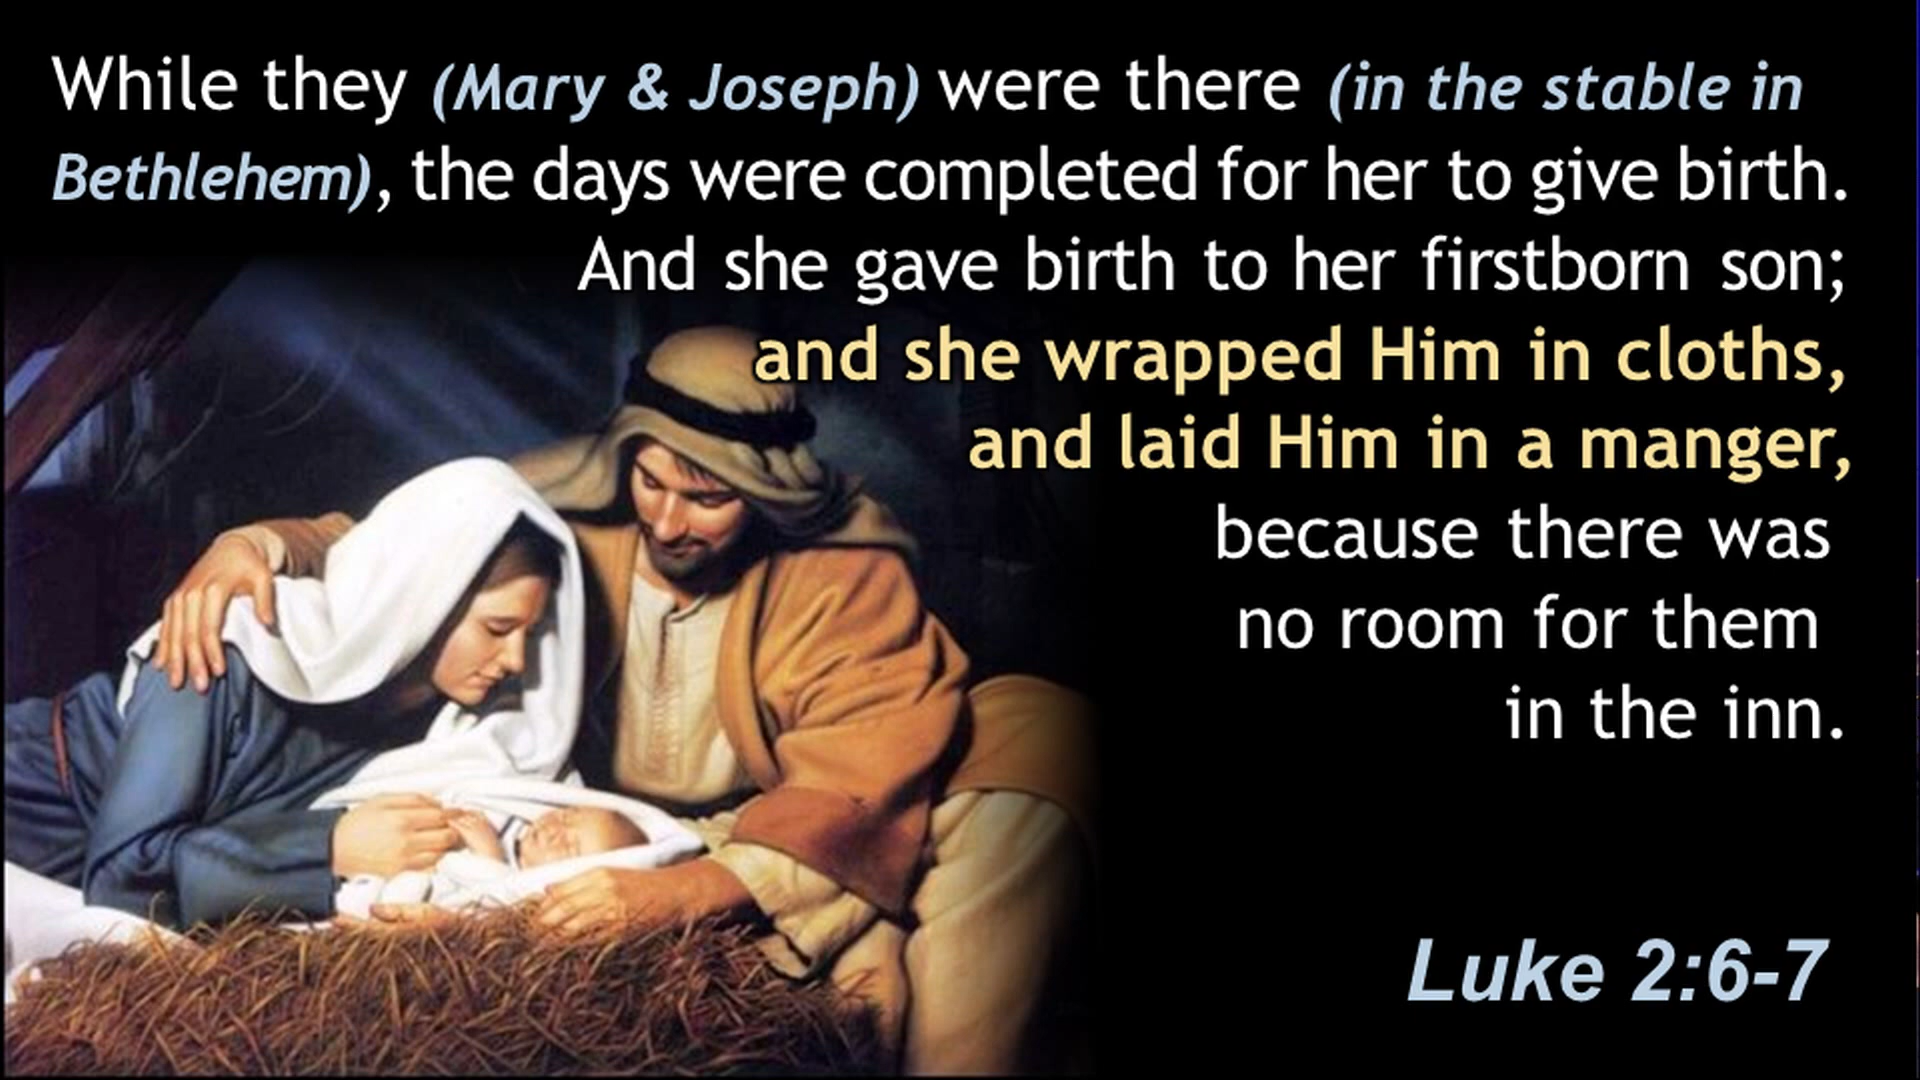 While they (Mary & Joseph) were there (in the stable in
Bethlehem), the days were completed for her to give birth.
And she gave birth to her firstborn son;
and she wrapped Him in cloths,
and laid Him in a manger,
because there was
no room for them
in the inn.
Luke 2:6-7